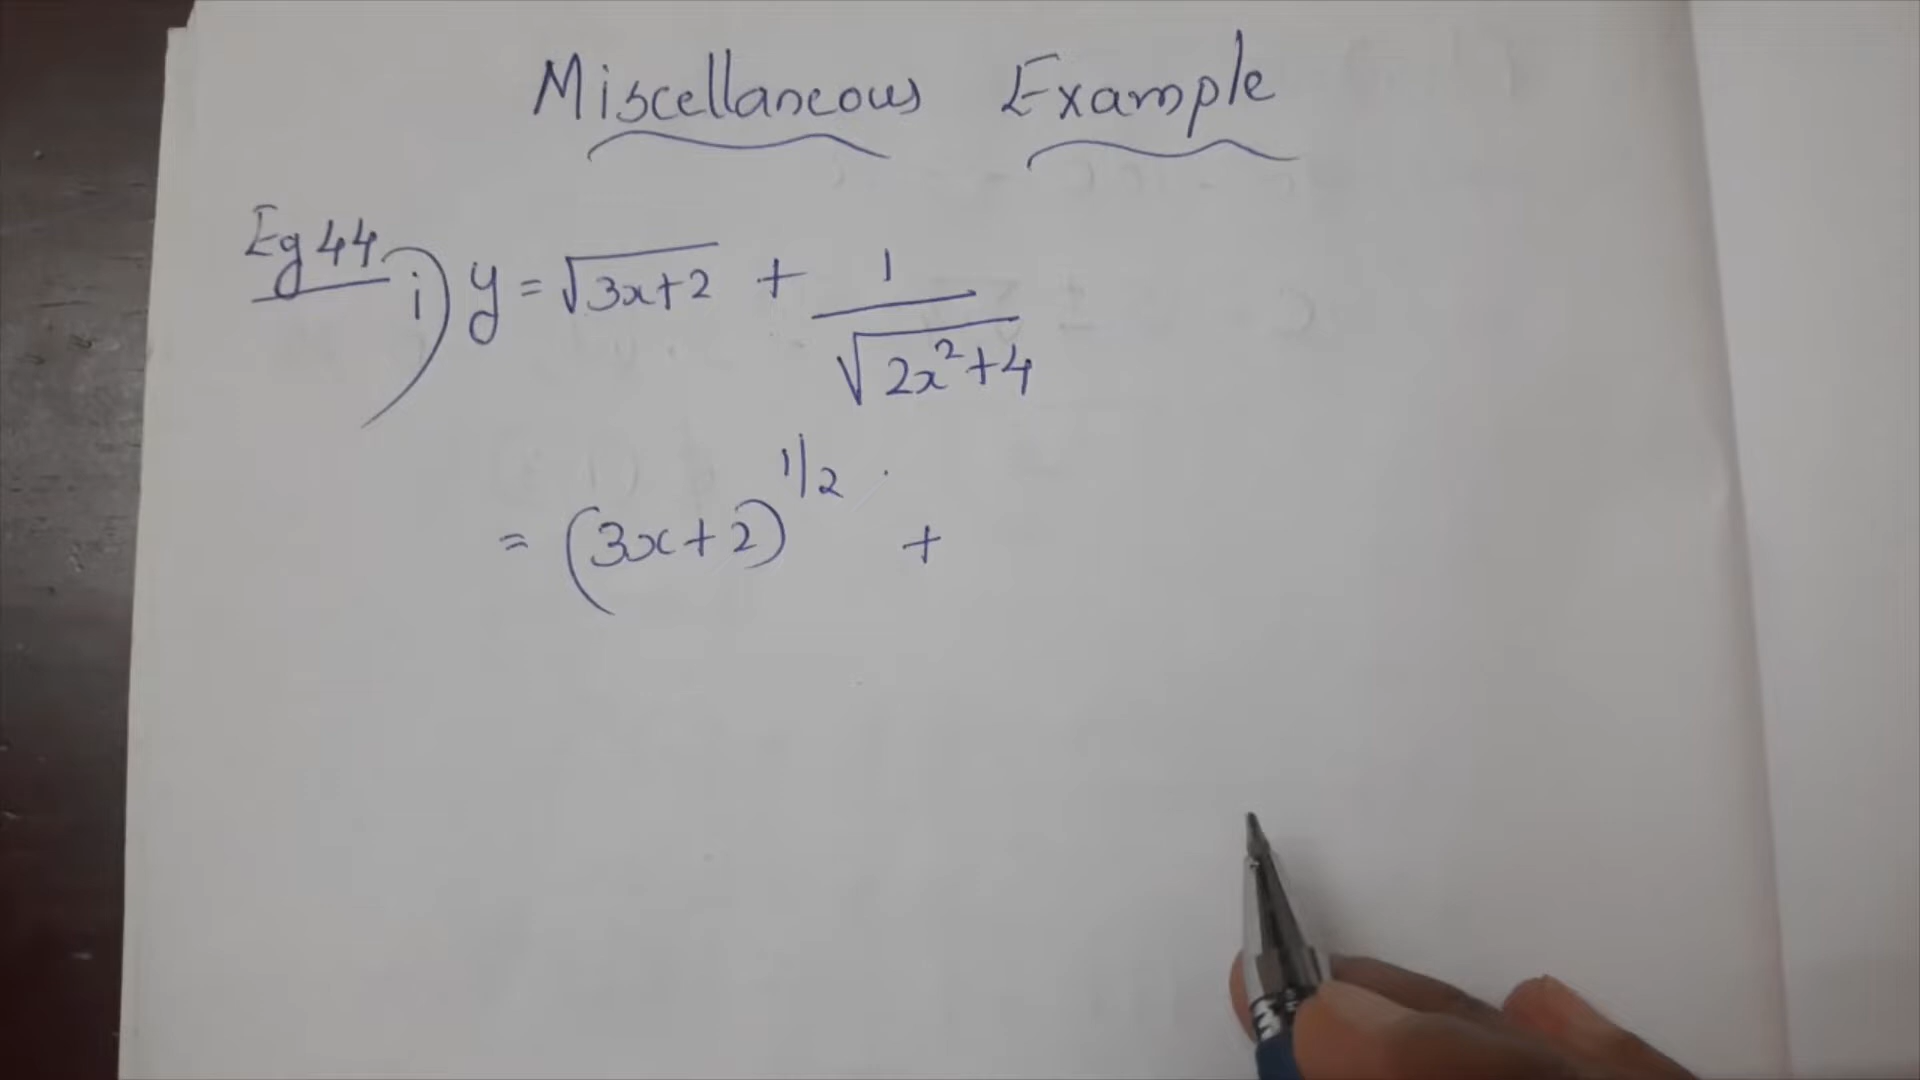 Miscellaneous Example
Eg 44 i) y = √(3x+2) + 1/√(2x²+4)
= (3x+2)^1/2 +